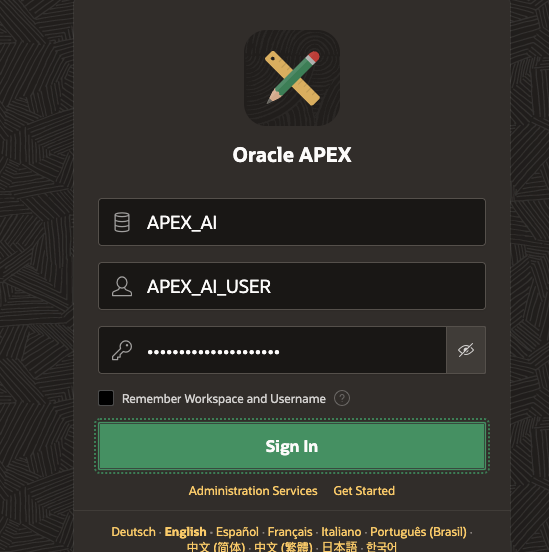 Oracle APEX
APEX_AI
APEX_AI_USER
•••••••••••••••••••••
Remember Workspace and Username ?
Sign In
Administration Services Get Started
Deutsch · English · Español · Français · Italiano · Português (Brasil) ·
中文 (简体) · 中文 (繁體) · 日本語 · 한국어